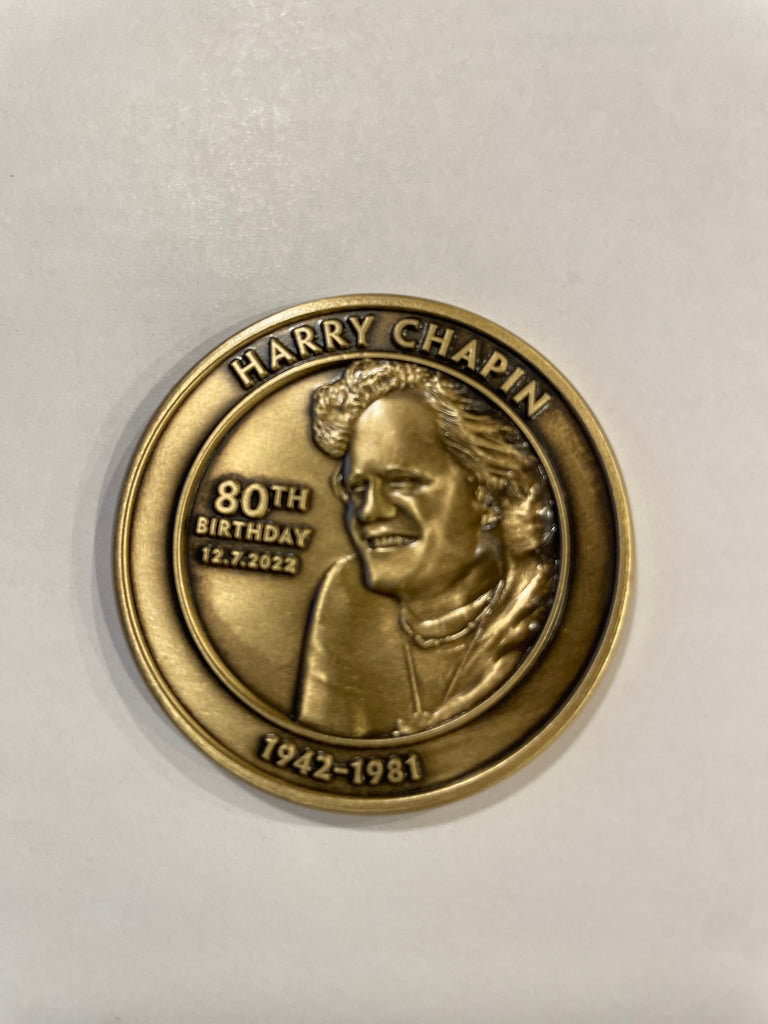 HARRY CHAPIN
80TH
BIRTHDAY
12.7.2022
1942-1981